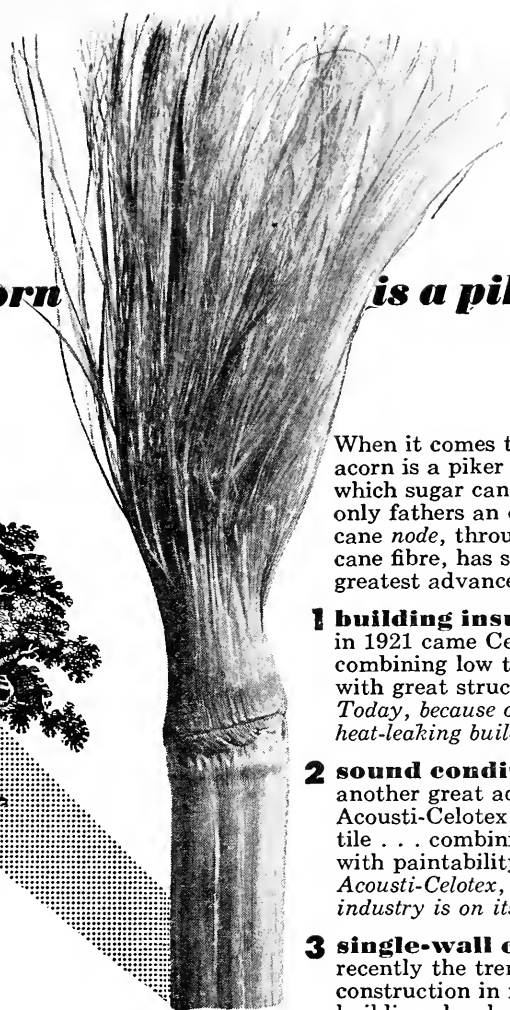 orn is a pi
When it comes t
acorn is a piker
which sugar can
only fathers an
cane node, throu
cane fibre, has s
greatest advance
1 building insu
in 1921 came Ce
combining low t
with great struc
Today, because o
heat-leaking buil
2 sound condi
another great ad
Acousti-Celotex
tile . . . combini
with paintability
Acousti-Celotex,
industry is on its
3 single-wall c
recently the tren
construction in